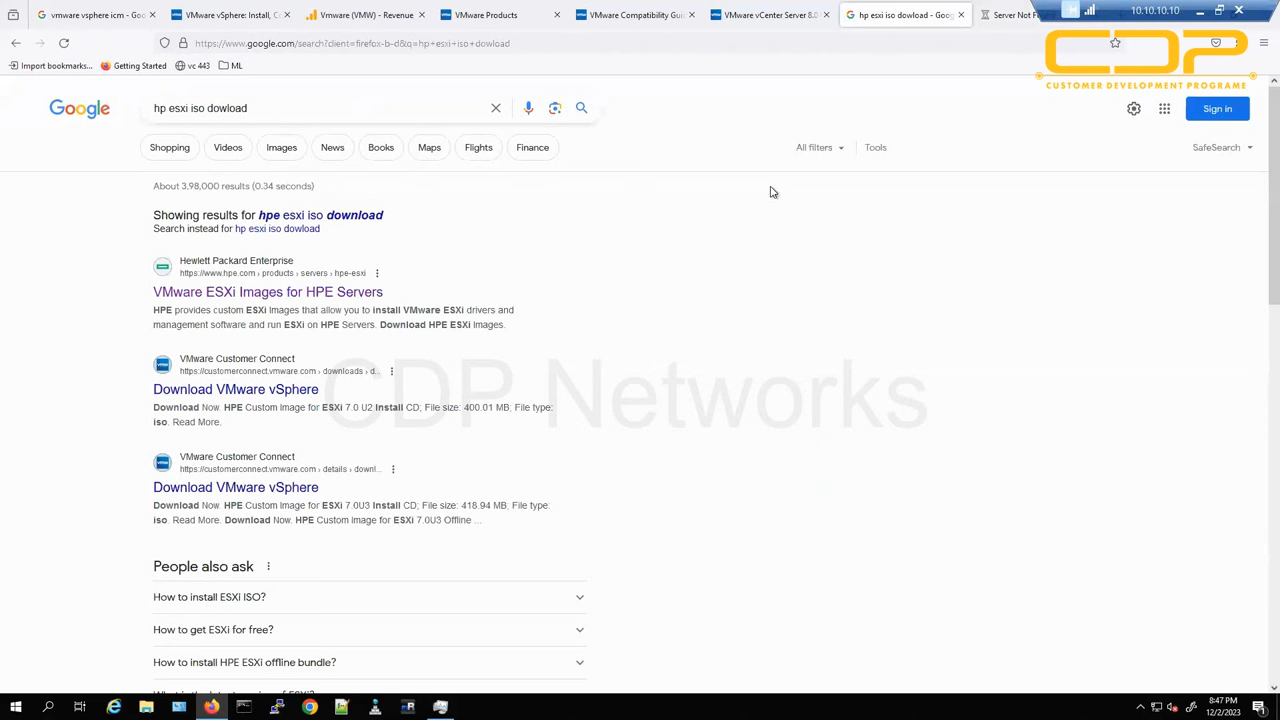 vmware vsphere icm - Goo
VMware vSphere: Install, Co
Vmware (VMW) - Revenue
VMware Products
VMware Compatibility Gui
VMware vCenter Server 8.0
hp esxi iso dowload - Goog
Server Not F
10.10.10.10
https://www.google.com/search?client=firefox-b-d&q=hp+esxi+iso+dowload
CDP
CUSTOMER DEVELOPMENT PROGRAME
Import bookmarks...
Getting Started
vc 443
ML
Google
hp esxi iso dowload
Sign in
Shopping
Videos
Images
News
Books
Maps
Flights
Finance
All filters
Tools
SafeSearch
About 3,98,000 results (0.34 seconds)
Showing results for hpe esxi iso download
Search instead for hp esxi iso dowload
Hewlett Packard Enterprise
https://www.hpe.com › products › servers › hpe-esxi
VMware ESXi Images for HPE Servers
HPE provides custom ESXi Images that allow you to install VMware ESXi drivers and
management software and run ESXi on HPE Servers. Download HPE ESXi Images.
VMware Customer Connect
https://customerconnect.vmware.com › downloads › d...
Download VMware vSphere
Download Now. HPE Custom Image for ESXi 7.0 U2 Install CD; File size: 400.01 MB; File type:
iso. Read More.
CDP Networks
VMware Customer Connect
https://customerconnect.vmware.com › details › downl...
Download VMware vSphere
Download Now. HPE Custom Image for ESXi 7.0U3 Install CD; File size: 418.94 MB; File type:
iso. Read More. Download Now. HPE Custom Image for ESXi 7.0U3 Offline ...
People also ask
How to install ESXi ISO?
How to get ESXi for free?
How to install HPE ESXi offline bundle?
8:47 PM
12/2/2023